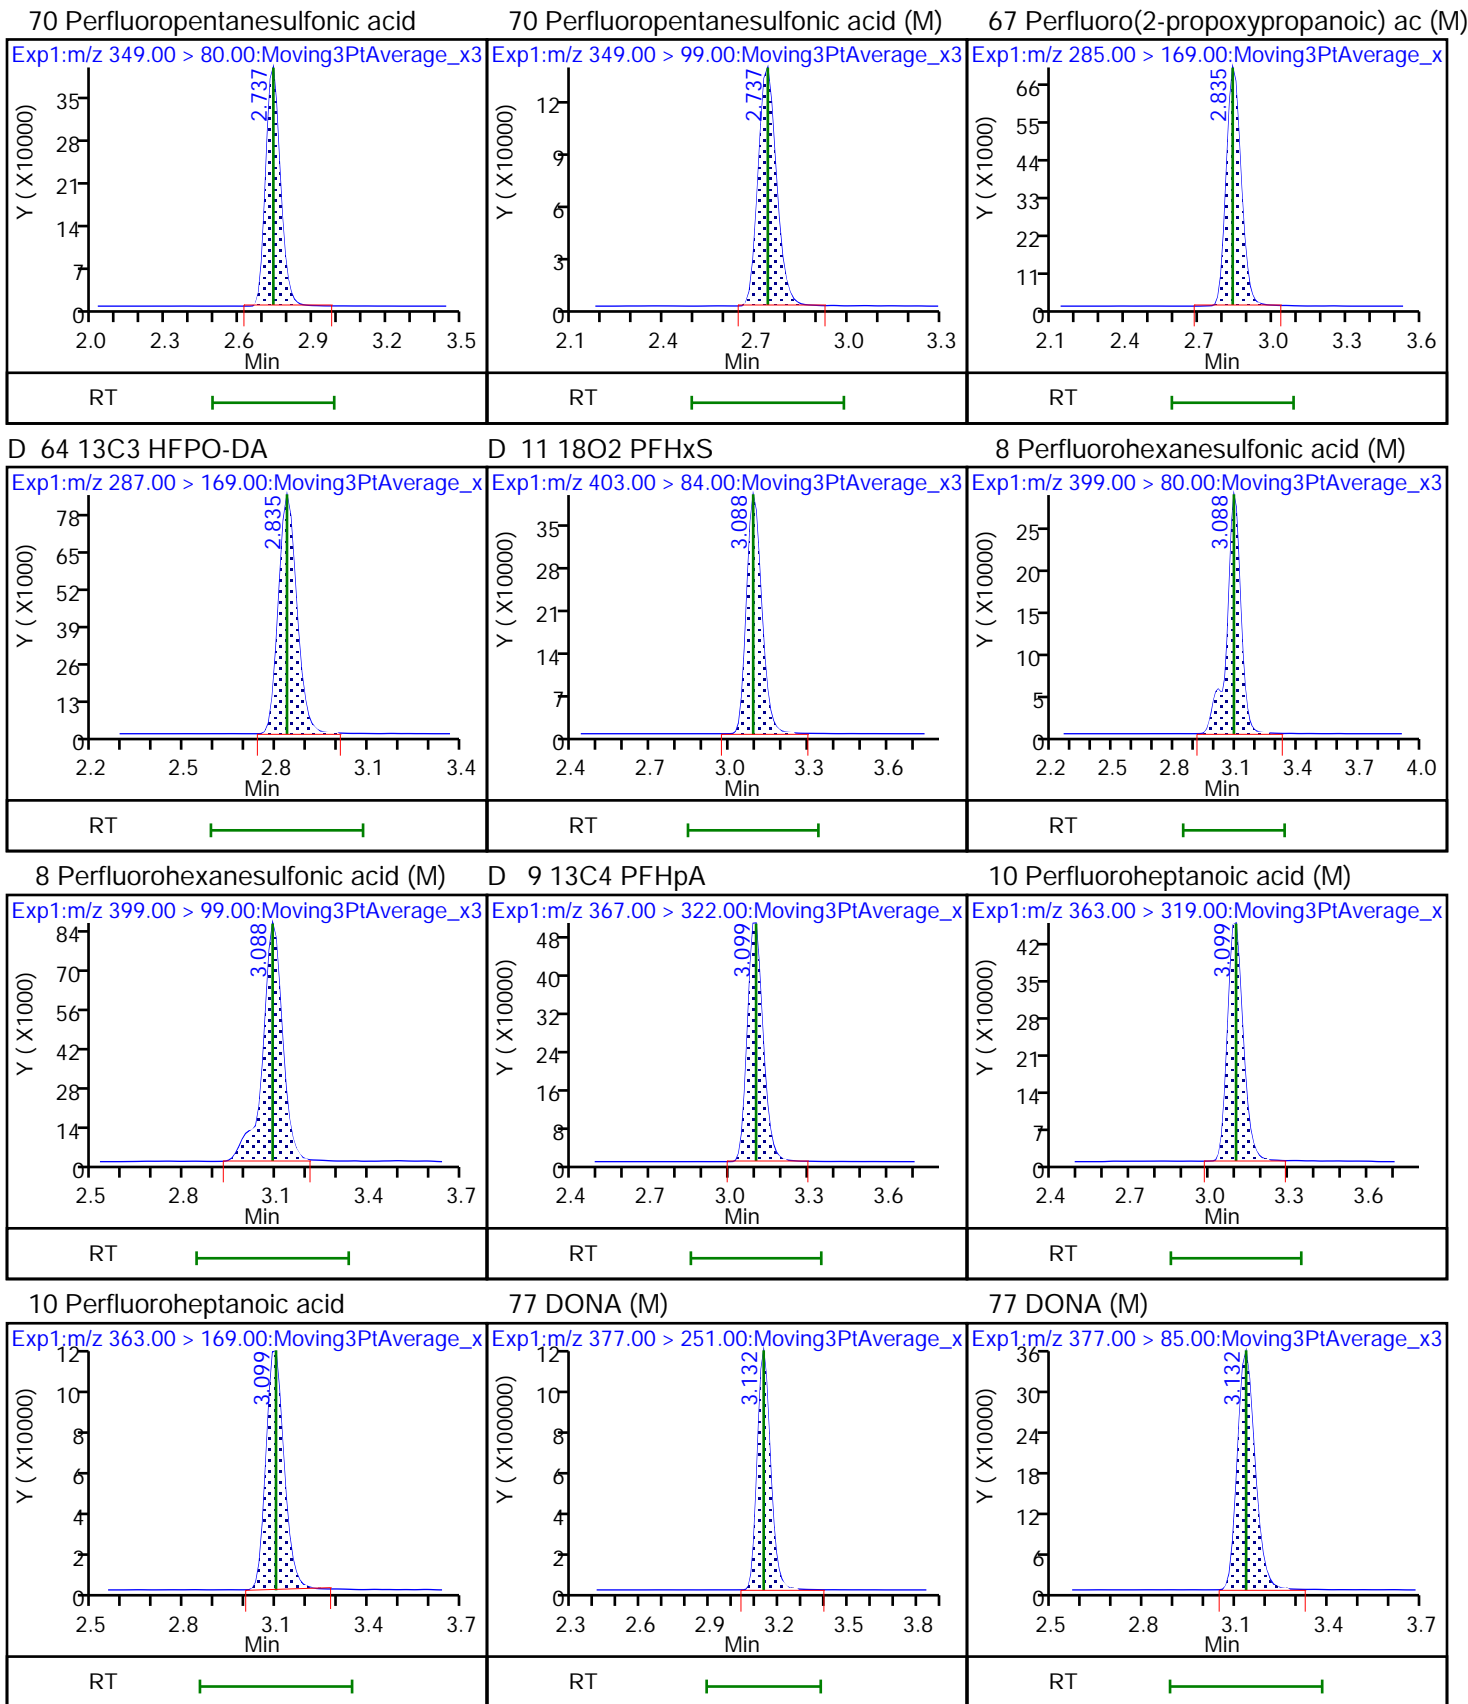 70 Perfluoropentanesulfonic acid
Exp1:m/z 349.00 > 80.00:Moving3PtAverage_x3
2.737
Y ( X10000)
35
28
21
14
7
0
2.0 2.3 2.6 2.9 3.2 3.5
Min
RT
70 Perfluoropentanesulfonic acid (M)
Exp1:m/z 349.00 > 99.00:Moving3PtAverage_x3
2.737
Y ( X10000)
12
9
6
3
0
2.1 2.4 2.7 3.0 3.3
Min
RT
67 Perfluoro(2-propoxypropanoic) ac (M)
Exp1:m/z 285.00 > 169.00:Moving3PtAverage_x
2.835
Y ( X1000)
66
55
44
33
22
11
0
2.1 2.4 2.7 3.0 3.3 3.6
Min
RT
D 64 13C3 HFPO-DA
Exp1:m/z 287.00 > 169.00:Moving3PtAverage_x
2.835
Y ( X1000)
78
65
52
39
26
13
0
2.2 2.5 2.8 3.1 3.4
Min
RT
D 11 18O2 PFHxS
Exp1:m/z 403.00 > 84.00:Moving3PtAverage_x3
3.088
Y ( X10000)
35
28
21
14
7
0
2.4 2.7 3.0 3.3 3.6
Min
RT
8 Perfluorohexanesulfonic acid (M)
Exp1:m/z 399.00 > 80.00:Moving3PtAverage_x3
3.088
Y ( X10000)
25
20
15
10
5
0
2.2 2.5 2.8 3.1 3.4 3.7 4.0
Min
RT
8 Perfluorohexanesulfonic acid (M)
Exp1:m/z 399.00 > 99.00:Moving3PtAverage_x3
3.088
Y ( X1000)
84
70
56
42
28
14
0
2.5 2.8 3.1 3.4 3.7
Min
RT
D 9 13C4 PFHpA
Exp1:m/z 367.00 > 322.00:Moving3PtAverage_x
3.099
Y ( X10000)
48
40
32
24
16
8
0
2.4 2.7 3.0 3.3 3.6
Min
RT
10 Perfluoroheptanoic acid (M)
Exp1:m/z 363.00 > 319.00:Moving3PtAverage_x
3.099
Y ( X10000)
42
35
28
21
14
7
0
2.4 2.7 3.0 3.3 3.6
Min
RT
10 Perfluoroheptanoic acid
Exp1:m/z 363.00 > 169.00:Moving3PtAverage_x
3.099
Y ( X10000)
12
10
8
6
4
2
0
2.5 2.8 3.1 3.4 3.7
Min
RT
77 DONA (M)
Exp1:m/z 377.00 > 251.00:Moving3PtAverage_x
3.132
Y ( X100000)
12
10
8
6
4
2
0
2.3 2.6 2.9 3.2 3.5 3.8
Min
RT
77 DONA (M)
Exp1:m/z 377.00 > 85.00:Moving3PtAverage_x3
3.132
Y ( X10000)
36
30
24
18
12
6
0
2.5 2.8 3.1 3.4 3.7
Min
RT